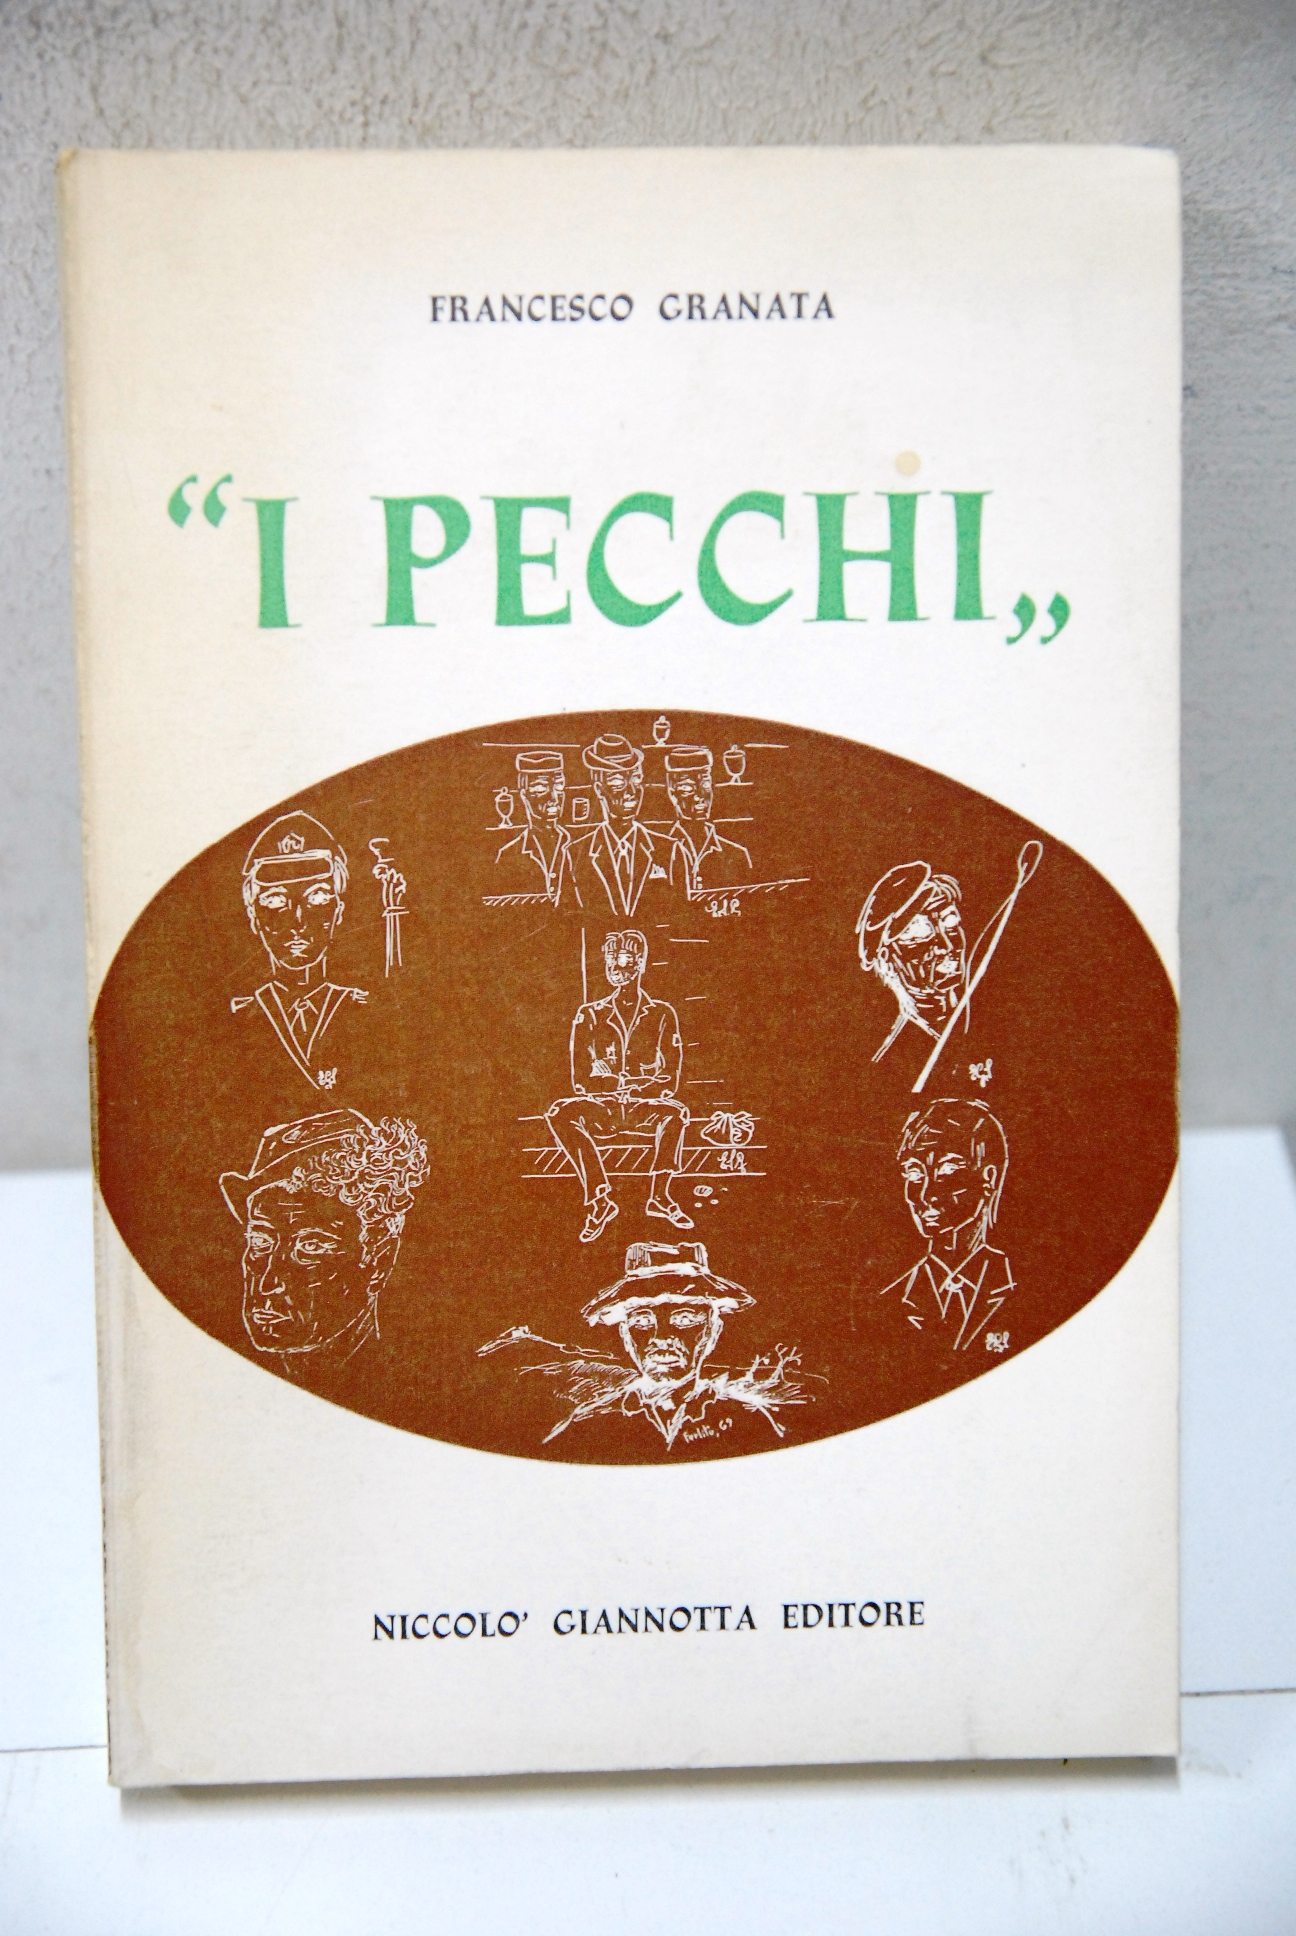 FRANCESCO GRANATA
“I PECCHI„
NICCOLO’ GIANNOTTA EDITORE